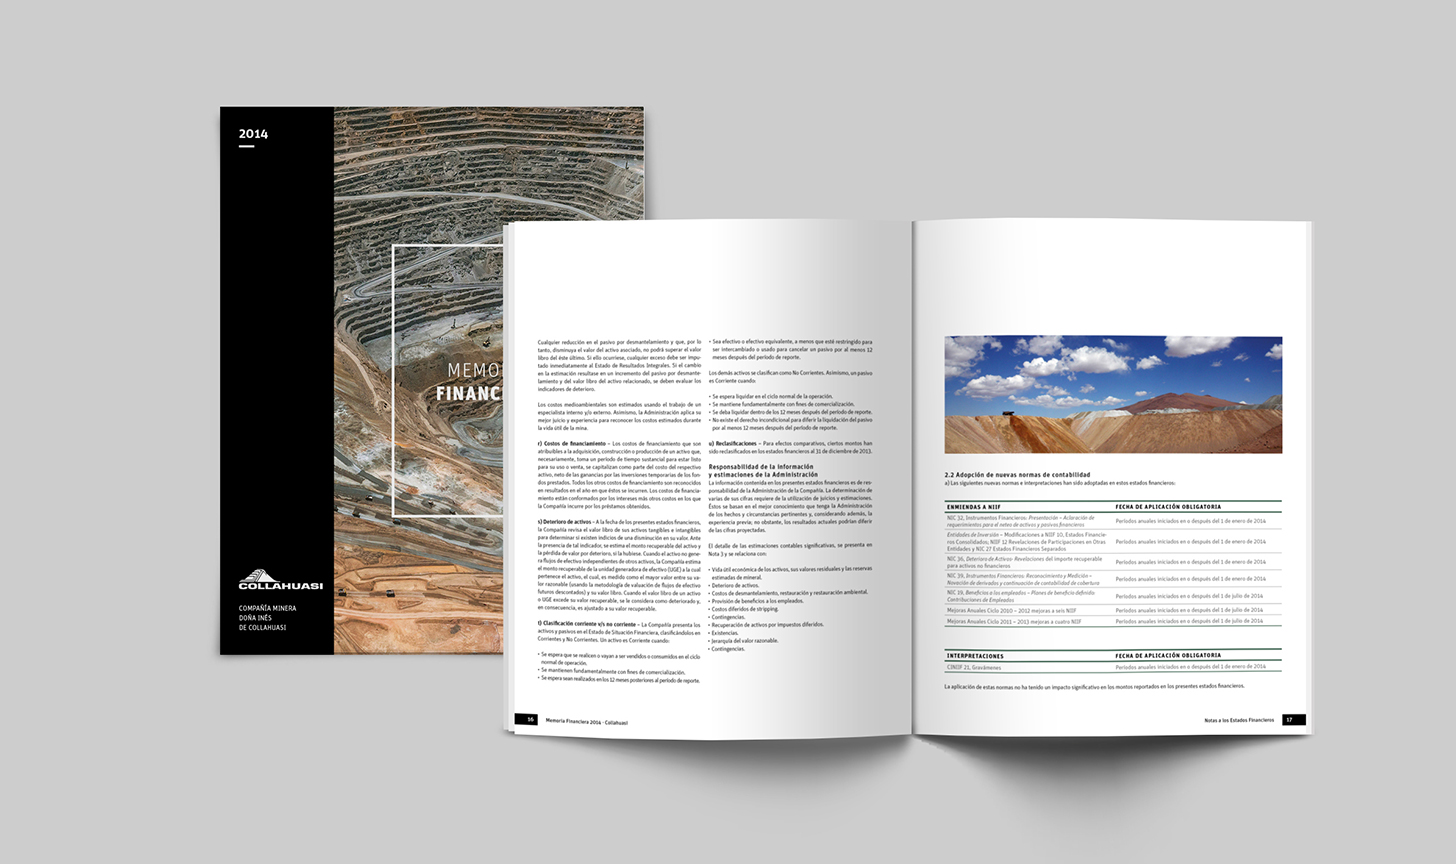 2014
MEMO
FINANC
COLLAHUASI
COMPAÑÍA MINERA
DOÑA INÉS
DE COLLAHUASI
Cualquier reducción en el pasivo por desmantelamiento y que, por lo
tanto, disminuya el valor del activo asociado, no podrá superar el valor
libro del éste último. Si ello ocurriese, cualquier exceso debe ser impu-
tado inmediatamente al Estado de Resultados Integrales. Si el cambio
en la estimación resultase en un incremento del pasivo por desmante-
lamiento y del valor libro del activo relacionado, se deben evaluar los
indicadores de deterioro.
Los costos medioambientales son estimados usando el trabajo de un
especialista interno y/o externo. Asimismo, la Administración aplica su
mejor juicio y experiencia para reconocer los costos estimados durante
la vida útil de la mina.
r) Costos de financiamiento – Los costos de financiamiento que son
atribuibles a la adquisición, construcción o producción de un activo que,
necesariamente, toma un período de tiempo sustancial para estar listo
para su uso o venta, se capitalizan como parte del costo del respectivo
activo, neto de las ganancias por las inversiones temporarias de los fon-
dos prestados. Todos los otros costos de financiamiento son reconocidos
en resultados en el año en que éstos se incurren. Los costos de financia-
miento están conformados por los intereses más otros costos en los que
la Compañía incurre por los préstamos obtenidos.
s) Deterioro de activos – A la fecha de los presentes estados financieros,
la Compañía revisa el valor libro de sus activos tangibles e intangibles
para determinar si existen indicios de una disminución en su valor. Ante
la presencia de tal indicador, se estima el monto recuperable del activo y
la pérdida de valor por deterioro, si la hubiese. Cuando el activo no gene-
ra flujos de efectivo independientes de otros activos, la Compañía estima
el monto recuperable de la unidad generadora de efectivo (UGE) a la cual
pertenece el activo, el cual, es medido como el mayor valor entre su va-
lor razonable (usando la metodología de valuación de flujos de efectivo
futuros descontados) y su valor libro. Cuando el valor libro de un activo
o UGE excede su valor recuperable, se le considera como deteriorado y,
en consecuencia, es ajustado a su valor recuperable.
t) Clasificación corriente v/s no corriente – La Compañía presenta los
activos y pasivos en el Estado de Situación Financiera, clasificándolos en
Corrientes y No Corrientes. Un activo es Corriente cuando:
• Se espera que se realicen o vayan a ser vendidos o consumidos en el ciclo
normal de operación.
• Se mantienen fundamentalmente con fines de comercialización.
• Se espera sean realizados en los 12 meses posteriores al período de reporte.
• Sea efectivo o efectivo equivalente, a menos que esté restringido para
ser intercambiado o usado para cancelar un pasivo por al menos 12
meses después del período de reporte.
Los demás activos se clasifican como No Corrientes. Asimismo, un pasivo
es Corriente cuando:
• Se espera liquidar en el ciclo normal de la operación.
• Se mantiene fundamentalmente con fines de comercialización.
• Se deba liquidar dentro de los 12 meses después del período de reporte.
• No existe el derecho incondicional para diferir la liquidación del pasivo
por al menos 12 meses después del período de reporte.
u) Reclasificaciones – Para efectos comparativos, ciertos montos han
sido reclasificados en los estados financieros al 31 de diciembre de 2013.
Responsabilidad de la información
y estimaciones de la Administración
La información contenida en los presentes estados financieros es de res-
ponsabilidad de la Administración de la Compañía. La determinación de
varias de sus cifras requiere de la utilización de juicios y estimaciones.
Éstos se basan en el mejor conocimiento que tenga la Administración
de los hechos y circunstancias pertinentes y, considerando además, la
experiencia previa; no obstante, los resultados actuales podrían diferir
de las cifras proyectadas.
El detalle de las estimaciones contables significativas, se presenta en
Nota 3 y se relaciona con:
• Vida útil económica de los activos, sus valores residuales y las reservas
estimadas de mineral.
• Deterioro de activos.
• Costos de desmantelamiento, restauración y restauración ambiental.
• Provisión de beneficios a los empleados.
• Costos diferidos de stripping.
• Contingencias.
• Recuperación de activos por impuestos diferidos.
• Existencias.
• Jerarquía del valor razonable.
• Contingencias.
16 Memoria Financiera 2014 · Collahuasi
2.2 Adopción de nuevas normas de contabilidad
a) Las siguientes nuevas normas e interpretaciones han sido adoptadas en estos estados financieros:
ENMIENDAS A NIIF FECHA DE APLICACIÓN OBLIGATORIA
NIC 32, Instrumentos Financieros: Presentación – Aclaración de
requerimientos para el neteo de activos y pasivos financieros Períodos anuales iniciados en o después del 1 de enero de 2014
Entidades de Inversión – Modificaciones a NIIF 10, Estados Financie-
ros Consolidados; NIIF 12 Revelaciones de Participaciones en Otras
Entidades y NIC 27 Estados Financieros Separados Períodos anuales iniciados en o después del 1 de enero de 2014
NIC 36, Deterioro de Activos- Revelaciones del importe recuperable
para activos no financieros Períodos anuales iniciados en o después del 1 de enero de 2014
NIC 39, Instrumentos Financieros: Reconocimiento y Medición –
Novación de derivados y continuación de contabilidad de cobertura Períodos anuales iniciados en o después del 1 de enero de 2014
NIC 19, Beneficios a los empleados – Planes de beneficio definido:
Contribuciones de Empleados Períodos anuales iniciados en o después del 1 de julio de 2014
Mejoras Anuales Ciclo 2010 – 2012 mejoras a seis NIIF Períodos anuales iniciados en o después del 1 de julio de 2014
Mejoras Anuales Ciclo 2011 – 2013 mejoras a cuatro NIIF Períodos anuales iniciados en o después del 1 de julio de 2014
INTERPRETACIONES FECHA DE APLICACIÓN OBLIGATORIA
CINIIF 21, Gravámenes Períodos anuales iniciados en o después del 1 de enero de 2014
La aplicación de estas normas no ha tenido un impacto significativo en los montos reportados en los presentes estados financieros.
Notas a los Estados Financieros 17